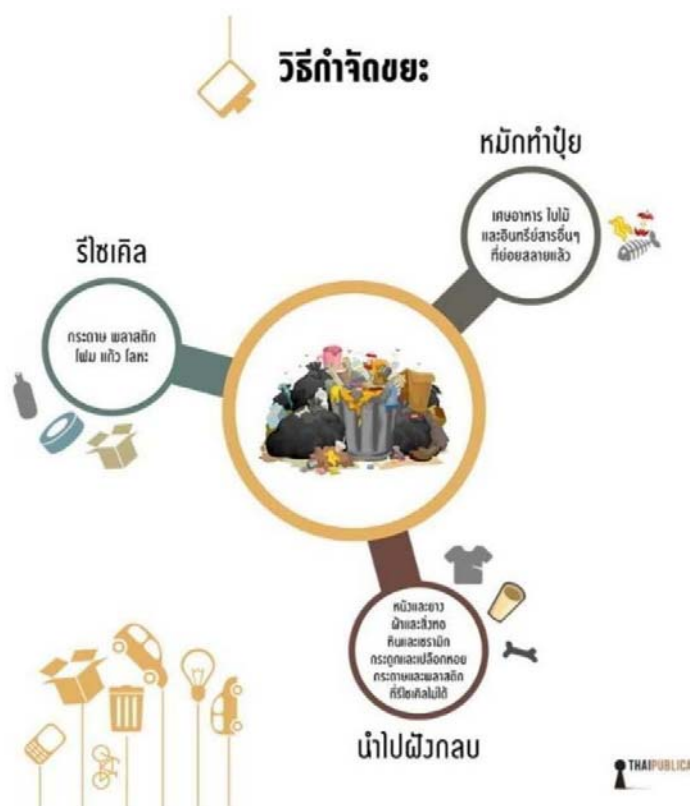 วิธีกำจัดขยะ
หมักทำปุ๋ย
เศษอาหาร ใบไม้
และอินทรีย์สารอื่นๆ
ที่ย่อยสลายแล้ว
รีไซเคิล
กระดาษ พลาสติก
โฟม แก้ว โลหะ
หนังและยาง
ผ้าและสิ่งทอ
หินและเซรามิก
กระดูกและเปลือกหอย
กระดาษและพลาสติก
ที่รีไซเคิลไม่ได้
นำไปฝังกลบ
THAIPUBLICA